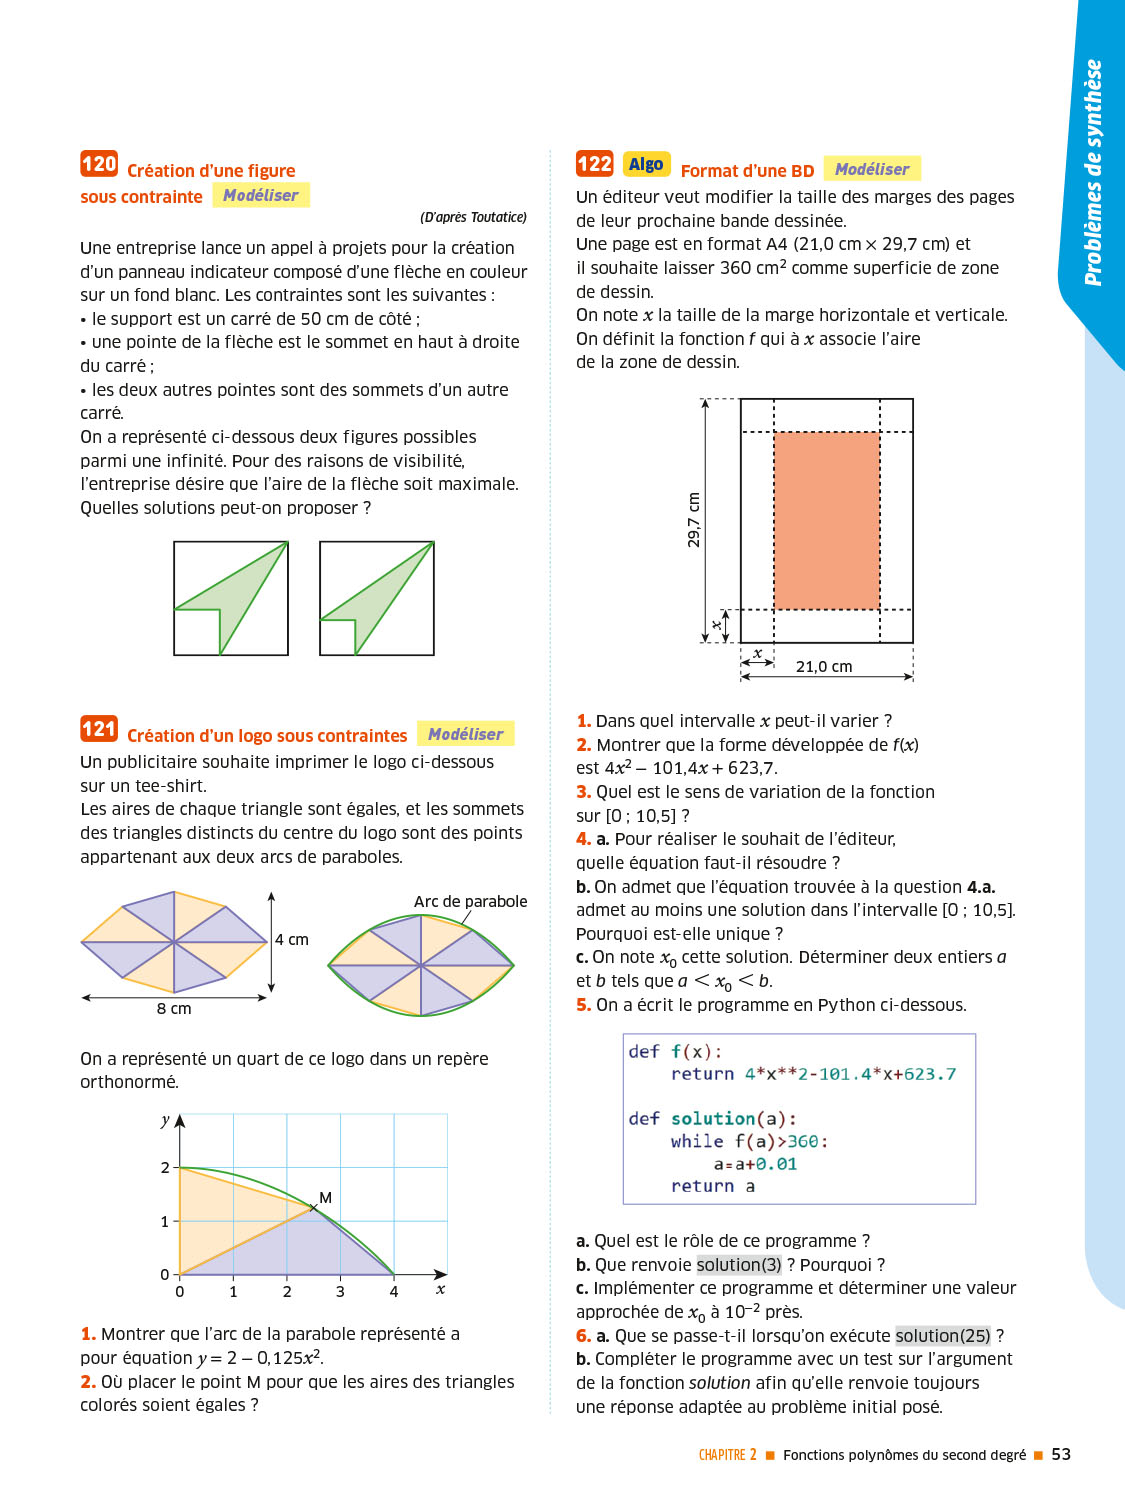 Problèmes de synthèse
120 Création d'une figure
sous contrainte Modéliser
(D'après Toutatice)
Une entreprise lance un appel à projets pour la création
d'un panneau indicateur composé d'une flèche en couleur
sur un fond blanc. Les contraintes sont les suivantes :
• le support est un carré de 50 cm de côté ;
• une pointe de la flèche est le sommet en haut à droite
du carré ;
• les deux autres pointes sont des sommets d'un autre
carré.
On a représenté ci-dessous deux figures possibles
parmi une infinité. Pour des raisons de visibilité,
l'entreprise désire que l'aire de la flèche soit maximale.
Quelles solutions peut-on proposer ?
121 Création d'un logo sous contraintes Modéliser
Un publicitaire souhaite imprimer le logo ci-dessous
sur un tee-shirt.
Les aires de chaque triangle sont égales, et les sommets
des triangles distincts du centre du logo sont des points
appartenant aux deux arcs de paraboles.
Arc de parabole
4 cm
8 cm
On a représenté un quart de ce logo dans un repère
orthonormé.
y
2
M
1
0
0 1 2 3 4 x
1. Montrer que l'arc de la parabole représenté a
pour équation y = 2 – 0,125x².
2. Où placer le point M pour que les aires des triangles
colorés soient égales ?
122 Algo Format d'une BD Modéliser
Un éditeur veut modifier la taille des marges des pages
de leur prochaine bande dessinée.
Une page est en format A4 (21,0 cm × 29,7 cm) et
il souhaite laisser 360 cm² comme superficie de zone
de dessin.
On note x la taille de la marge horizontale et verticale.
On définit la fonction f qui à x associe l'aire
de la zone de dessin.
29,7 cm
x
x
21,0 cm
1. Dans quel intervalle x peut-il varier ?
2. Montrer que la forme développée de f(x)
est 4x² – 101,4x + 623,7.
3. Quel est le sens de variation de la fonction
sur [0 ; 10,5] ?
4. a. Pour réaliser le souhait de l'éditeur,
quelle équation faut-il résoudre ?
b. On admet que l'équation trouvée à la question 4.a.
admet au moins une solution dans l'intervalle [0 ; 10,5].
Pourquoi est-elle unique ?
c. On note x₀ cette solution. Déterminer deux entiers a
et b tels que a < x₀ < b.
5. On a écrit le programme en Python ci-dessous.
def f(x):
    return 4*x**2-101.4*x+623.7
def solution(a):
    while f(a)>360:
        a=a+0.01
    return a
a. Quel est le rôle de ce programme ?
b. Que renvoie solution(3) ? Pourquoi ?
c. Implémenter ce programme et déterminer une valeur
approchée de x₀ à 10⁻² près.
6. a. Que se passe-t-il lorsqu'on exécute solution(25) ?
b. Compléter le programme avec un test sur l'argument
de la fonction solution afin qu'elle renvoie toujours
une réponse adaptée au problème initial posé.
CHAPITRE 2 ■ Fonctions polynômes du second degré ■ 53